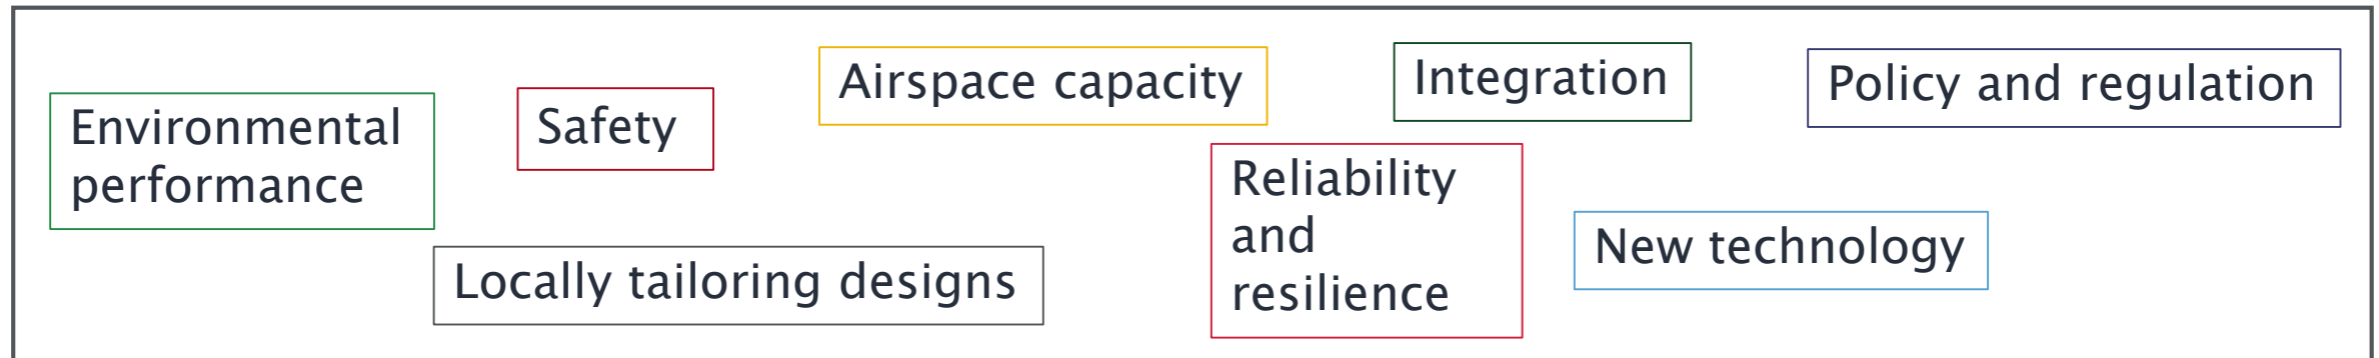 Environmental
performance
Safety
Airspace capacity
Integration
Policy and regulation
Locally tailoring designs
Reliability
and
resilience
New technology